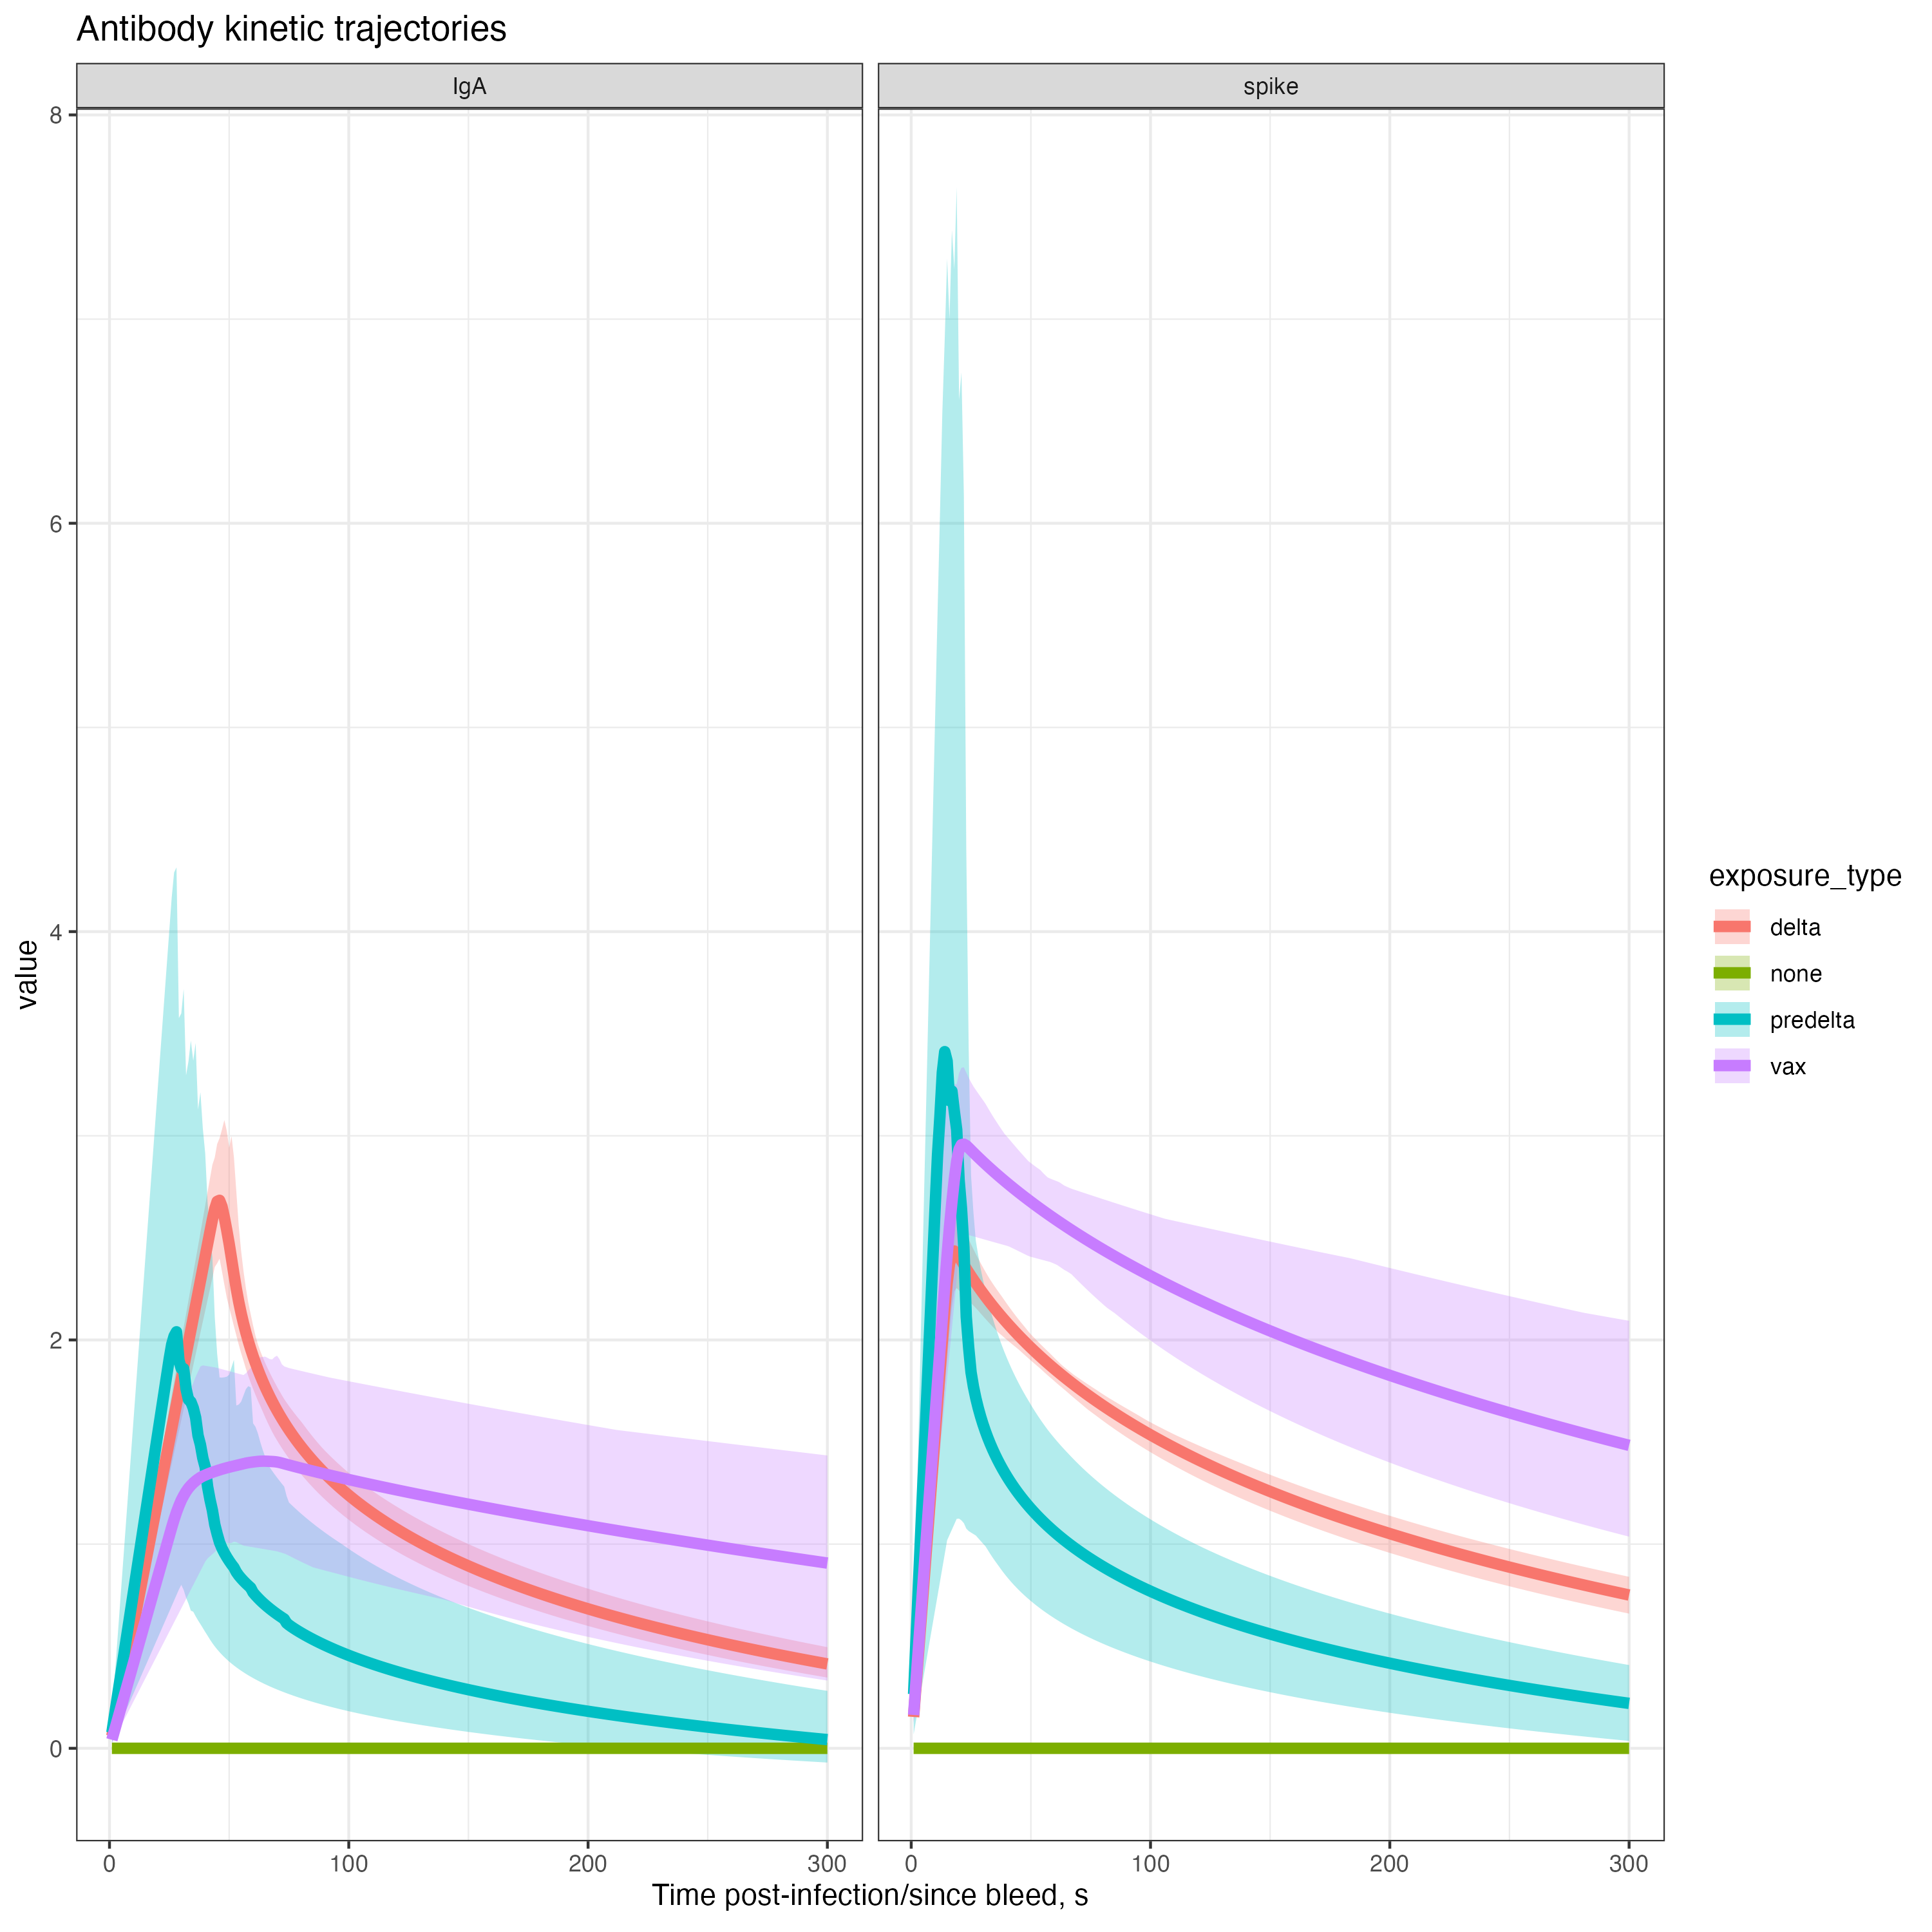 Antibody kinetic trajectories
IgA
spike
8
6
4
2
0
value
0
100
200
300
0
100
200
300
Time post-infection/since bleed, s
exposure_type
delta
none
predelta
vax